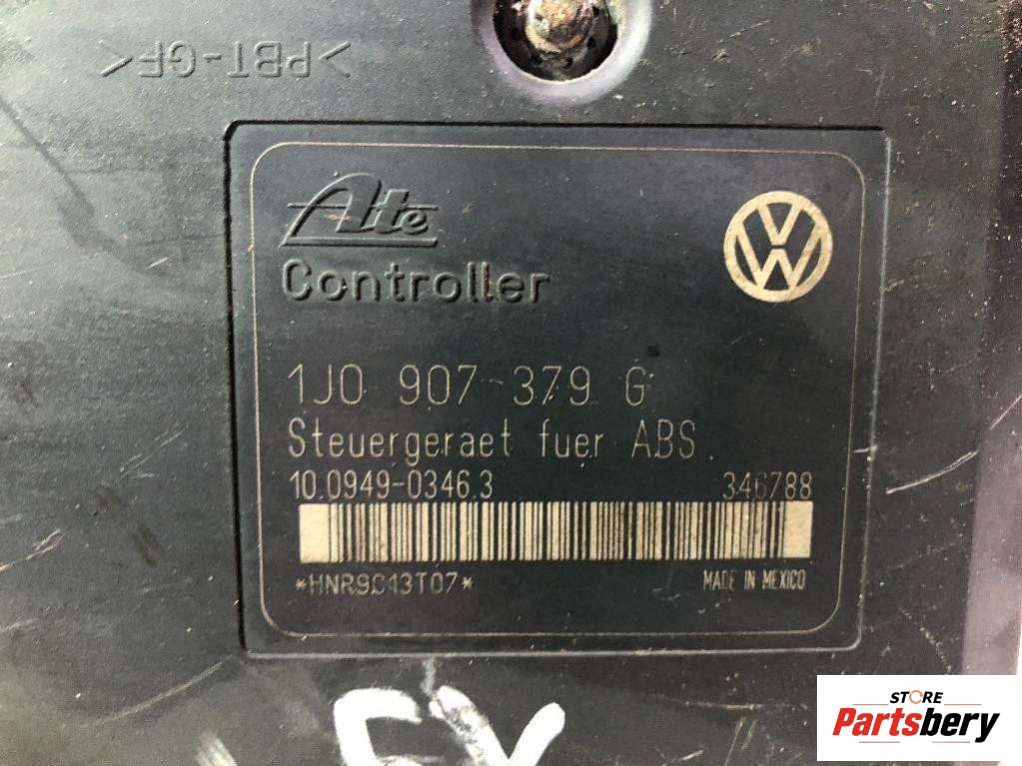 >PBT-GF<
Ate
Controller
1J0 907 379 G
Steuergeraet fuer ABS
10.0949-0346.3 346788
*HNR9C13T07*
MADE IN MEXICO
STORE
Partsbery